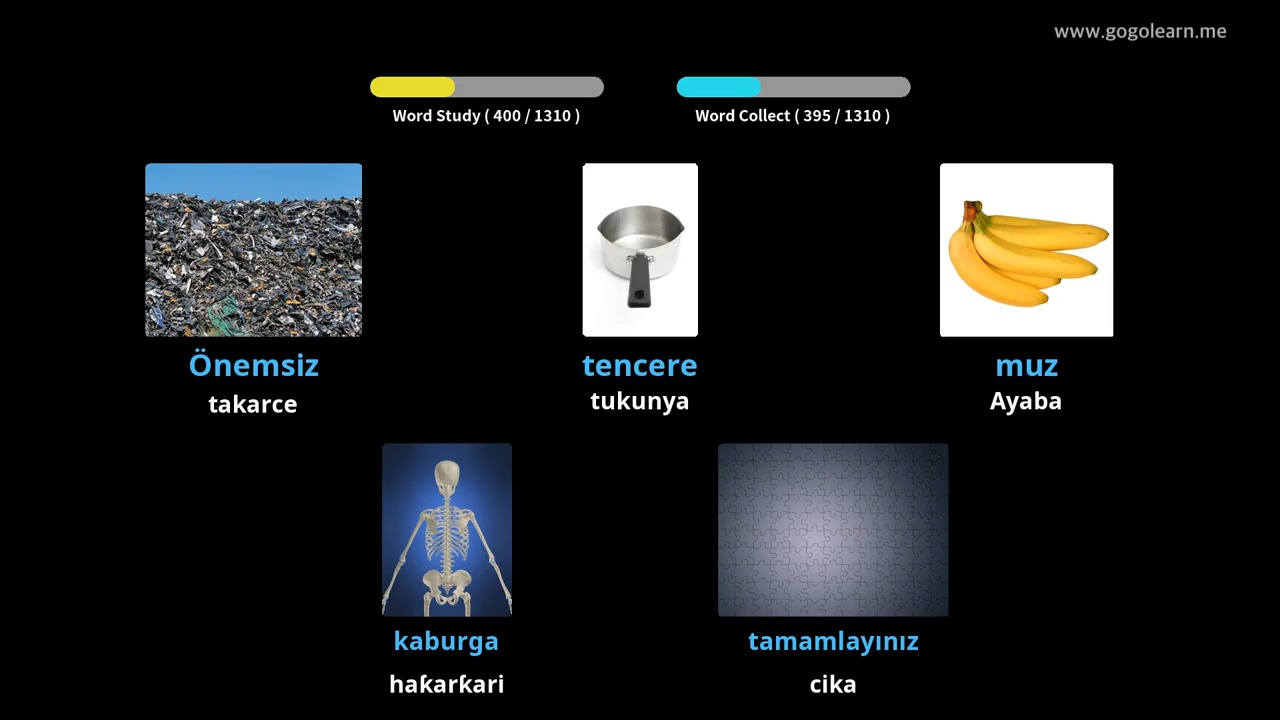 www.gogolearn.me
Word Study ( 400 / 1310 )
Word Collect ( 395 / 1310 )
Önemsiz
takarce
tencere
tukunya
muz
Ayaba
kaburga
haƙarƙari
tamamlayınız
cika